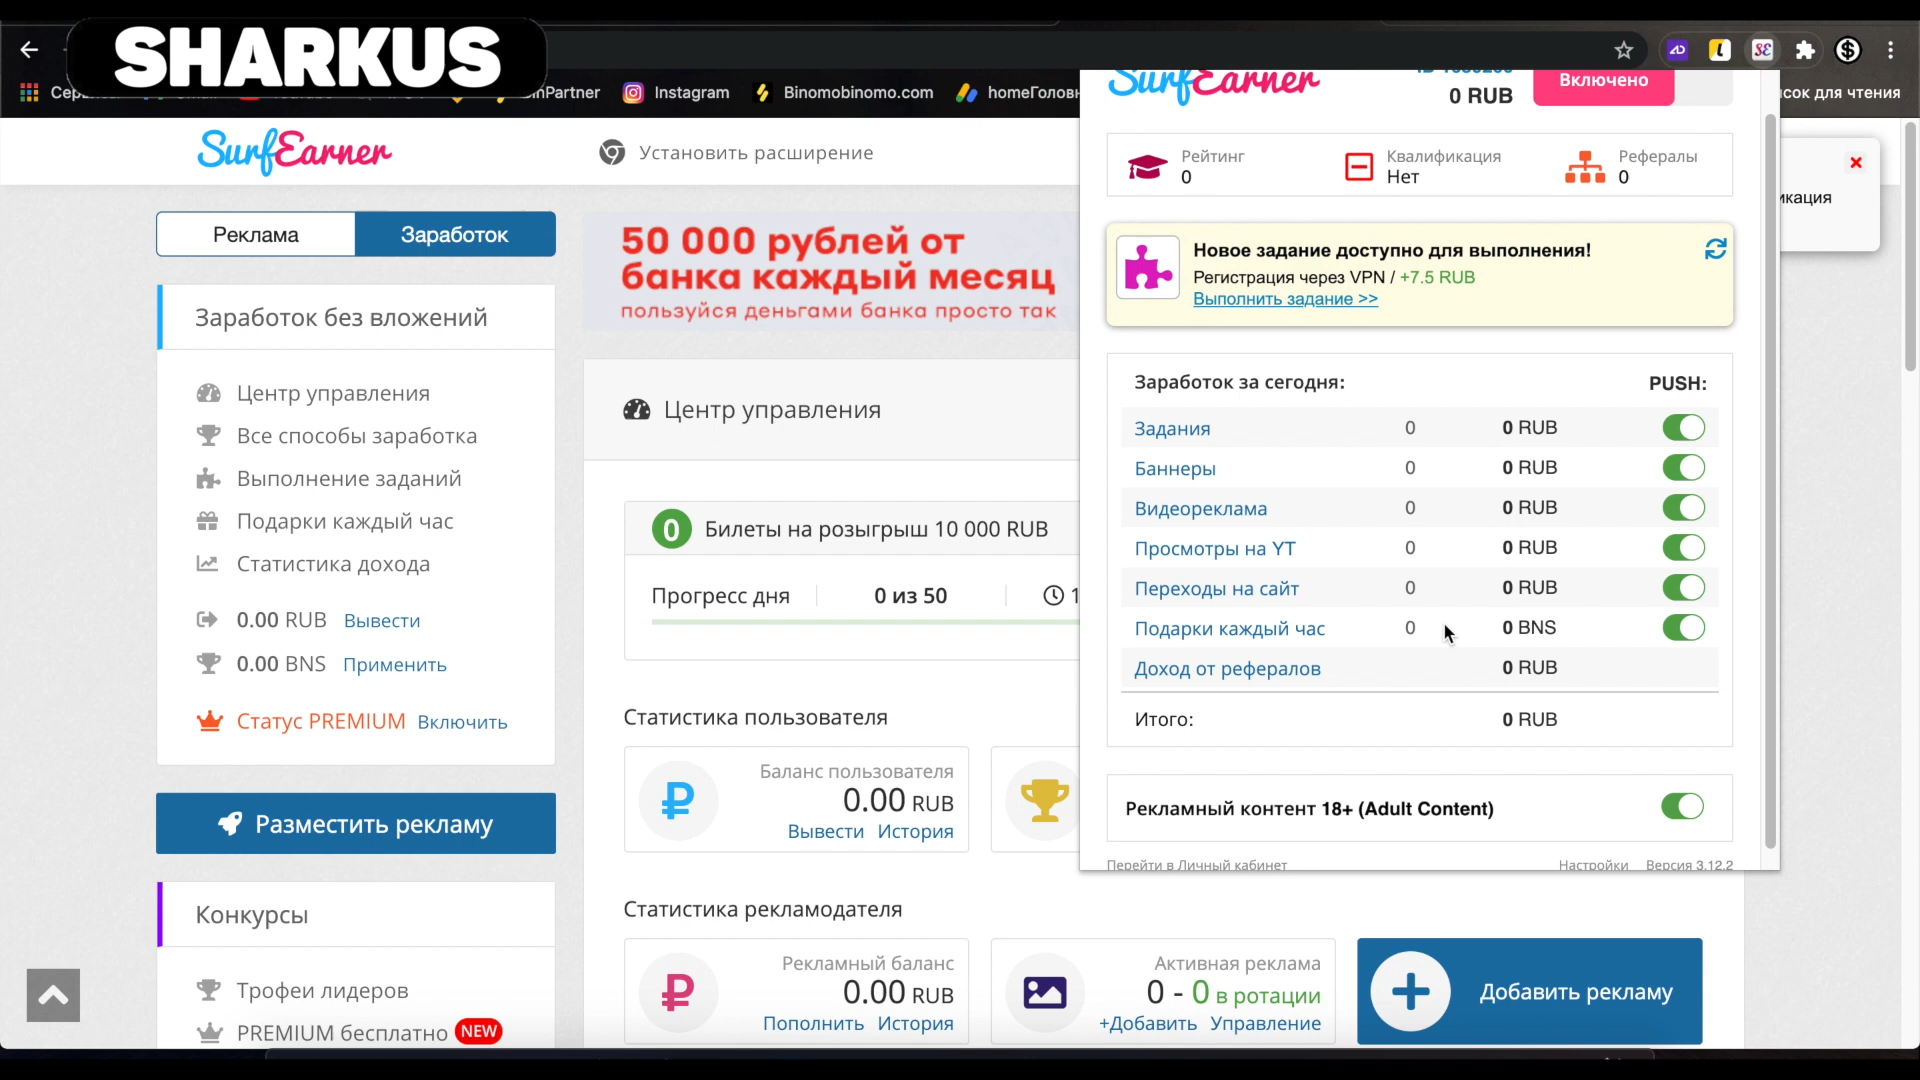 SHARKUS
nPartner
Instagram
Binomobinomo.com
сок для чтения
SurfEarner
Установить расширение
Реклама
Заработок
Заработок без вложений
Центр управления
Все способы заработка
Выполнение заданий
Подарки каждый час
Статистика дохода
0.00 RUB Вывести
0.00 BNS Применить
Статус PREMIUM Включить
Разместить рекламу
Конкурсы
Трофеи лидеров
PREMIUM бесплатно NEW
50 000 рублей от
банка каждый месяц
пользуйся деньгами банка просто так
Центр управления
0 Билеты на розыгрыш 10 000 RUB
Прогресс дня 0 из 50 1
Статистика пользователя
Баланс пользователя
0.00 RUB
Вывести История
Статистика рекламодателя
Рекламный баланс
0.00 RUB
Пополнить История
Активная реклама
0 - 0 в ротации
+Добавить Управление
Добавить рекламу
SurfEarner
0 RUB
Включено
Рейтинг
0
Квалификация
Нет
Рефералы
0
Новое задание доступно для выполнения!
Регистрация через VPN / +7.5 RUB
Выполнить задание >>
Заработок за сегодня: PUSH:
Задания 0 0 RUB
Баннеры 0 0 RUB
Видеореклама 0 0 RUB
Просмотры на YT 0 0 RUB
Переходы на сайт 0 0 RUB
Подарки каждый час 0 0 BNS
Доход от рефералов 0 RUB
Итого: 0 RUB
Рекламный контент 18+ (Adult Content)
Перейти в Личный кабинет Настройки Версия 3.12.2
икация